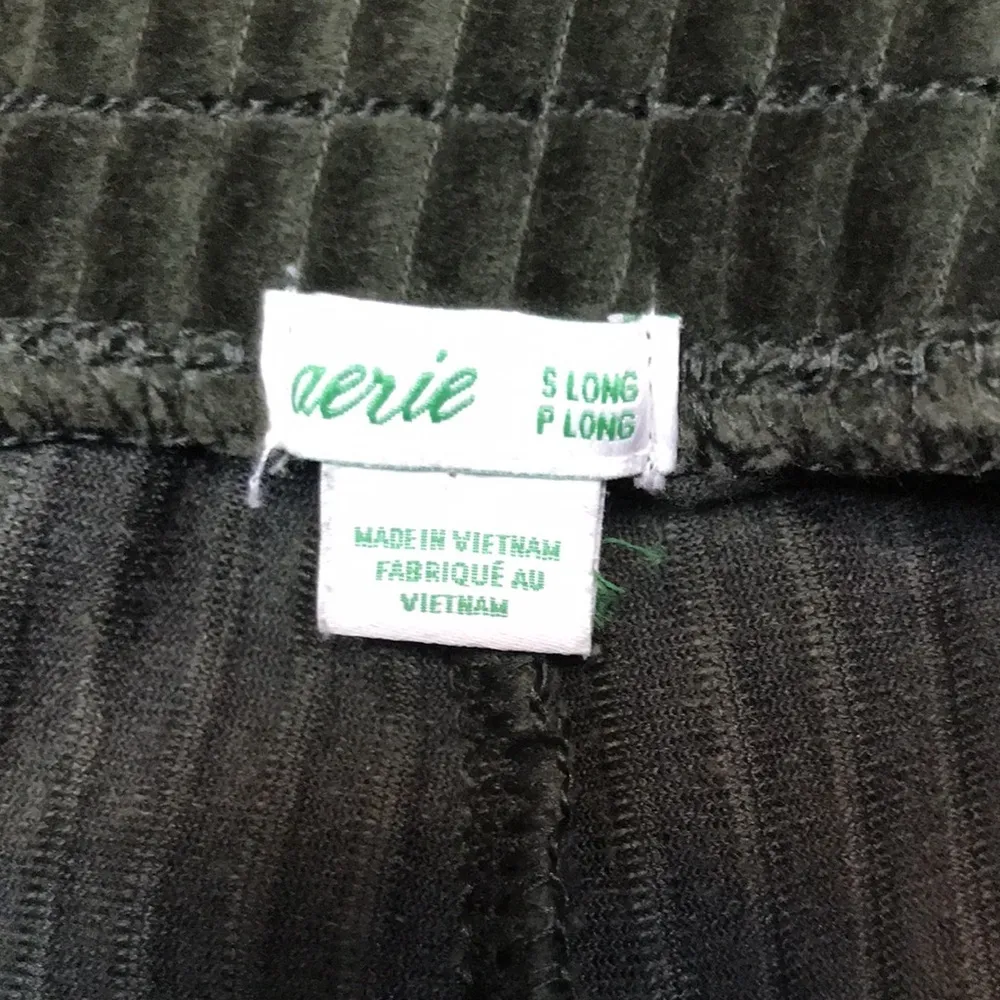 aerie
S LONG
P LONG
MADE IN VIETNAM
FABRIQUÉ AU
VIETNAM